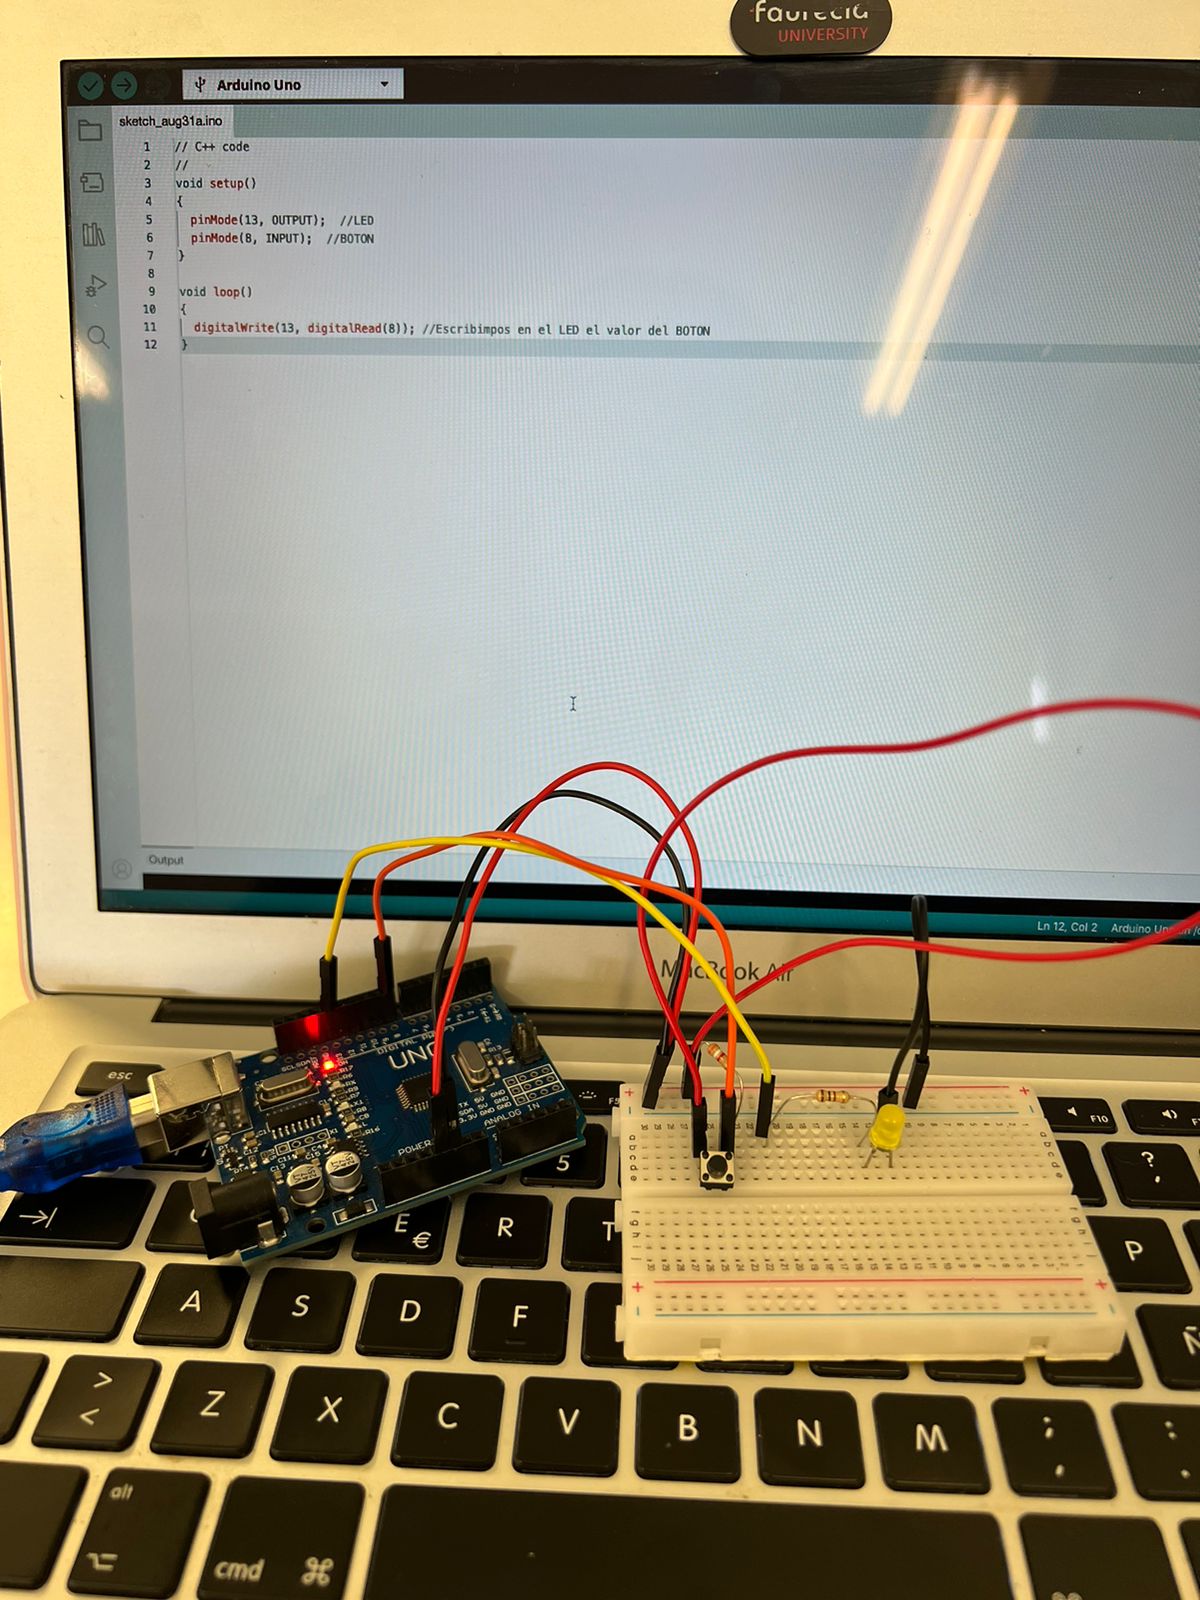 faurecia
UNIVERSITY
Arduino Uno
sketch_aug31a.ino
1 // C++ code
2 //
3 void setup()
4 {
5 pinMode(13, OUTPUT); //LED
6 pinMode(8, INPUT); //BOTON
7 }
8
9 void loop()
10 {
11 digitalWrite(13, digitalRead(8)); //Escribimpos en el LED el valor del BOTON
12 }
Output
Ln 12, Col 2 Arduino Un
MacBook Air
UNO
DIGITAL
POWER
ANALOG IN
esc
F10
5
E €
R
T
P
?
A
S
D
F
Ñ
>
<
Z
X
C
V
B
N
M
;
,
:
.
alt
cmd ⌘